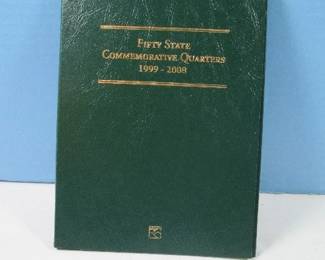 Fifty State
Commemorative Quarters
1999 - 2008